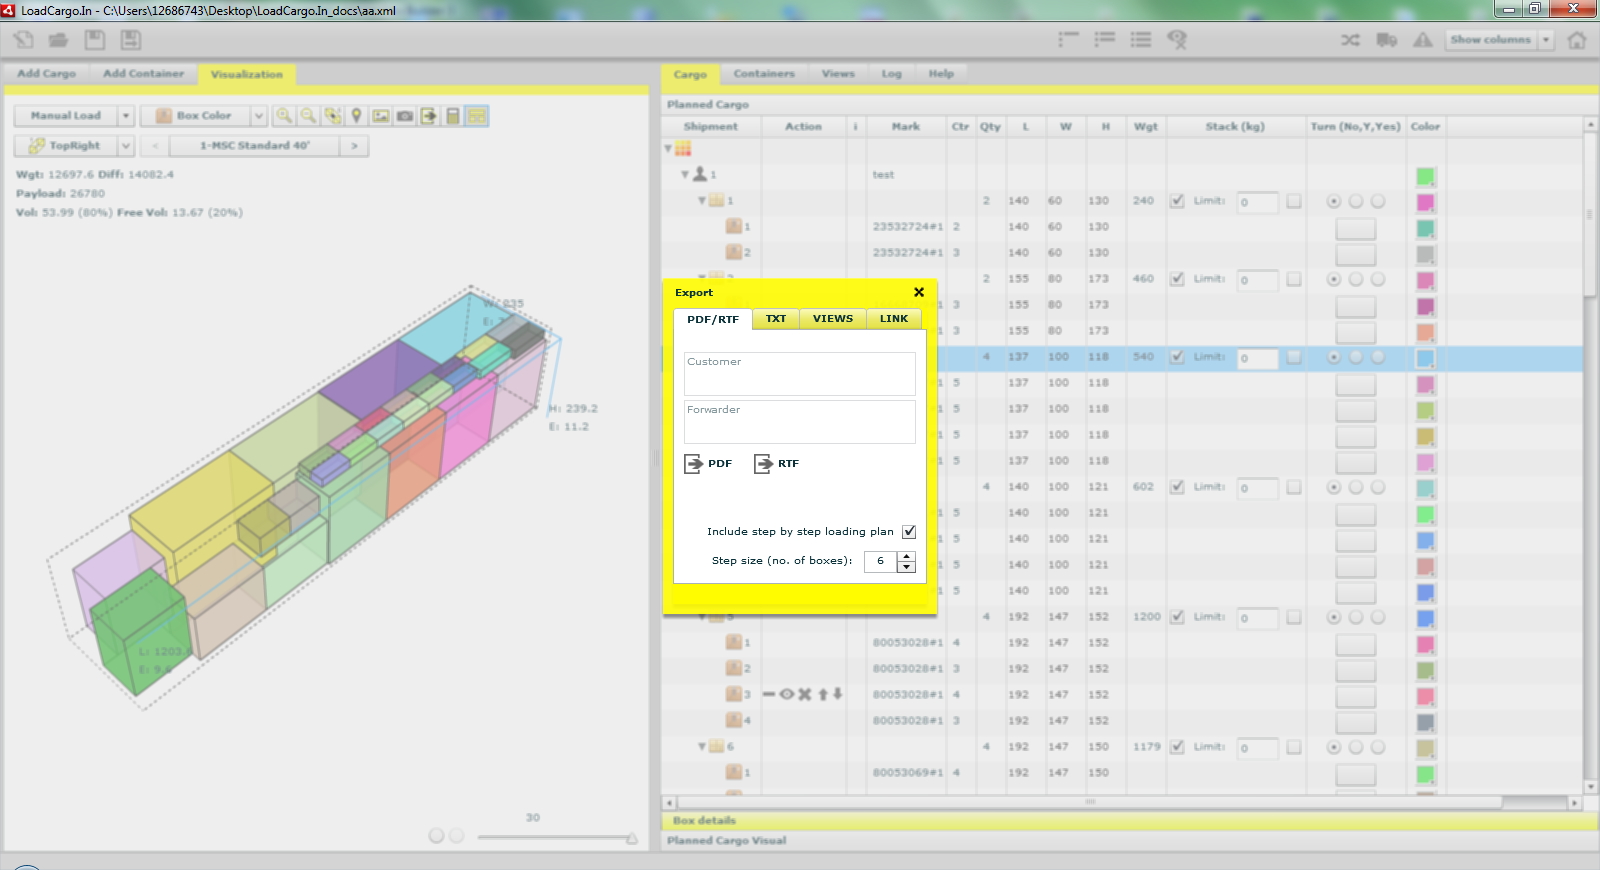 LoadCargo.In - C:\Users\12686743\Desktop\LoadCargo.In_docs\aa.xml
Show columns
Add Cargo Add Container Visualization
Cargo Containers Views Log Help
Manual Load Box Color
TopRight < 1-MSC Standard 40' >
Wgt: 12697.6 Diff: 14082.4
Payload: 26780
Vol: 53.99 (80%) Free Vol: 13.67 (20%)
H: 239.2
E: 11.2
E: 9.6
30
Planned Cargo
Shipment Action i Mark Ctr Qty L W H Wgt Stack (kg) Turn (No,Y,Yes) Color
1 test
1 2 140 60 130 240 Limit: 0
1 23532724#1 2 140 60 130
2 23532724#1 3 140 60 130
2 155 80 173 460 Limit: 0
3 155 80 173
3 155 80 173
4 137 100 118 540 Limit: 0
5 137 100 118
5 137 100 118
5 137 100 118
5 137 100 118
4 140 100 121 602 Limit: 0
5 140 100 121
5 140 100 121
5 140 100 121
5 140 100 121
5 4 192 147 152 1200 Limit: 0
1 80053028#1 4 192 147 152
2 80053028#1 3 192 147 152
3 80053028#1 4 192 147 152
4 80053028#1 3 192 147 152
6 4 192 147 150 1179 Limit: 0
1 80053069#1 4 192 147 150
Box details
Planned Cargo Visual
Export
PDF/RTF TXT VIEWS LINK
Customer
Forwarder
PDF RTF
Include step by step loading plan
Step size (no. of boxes): 6